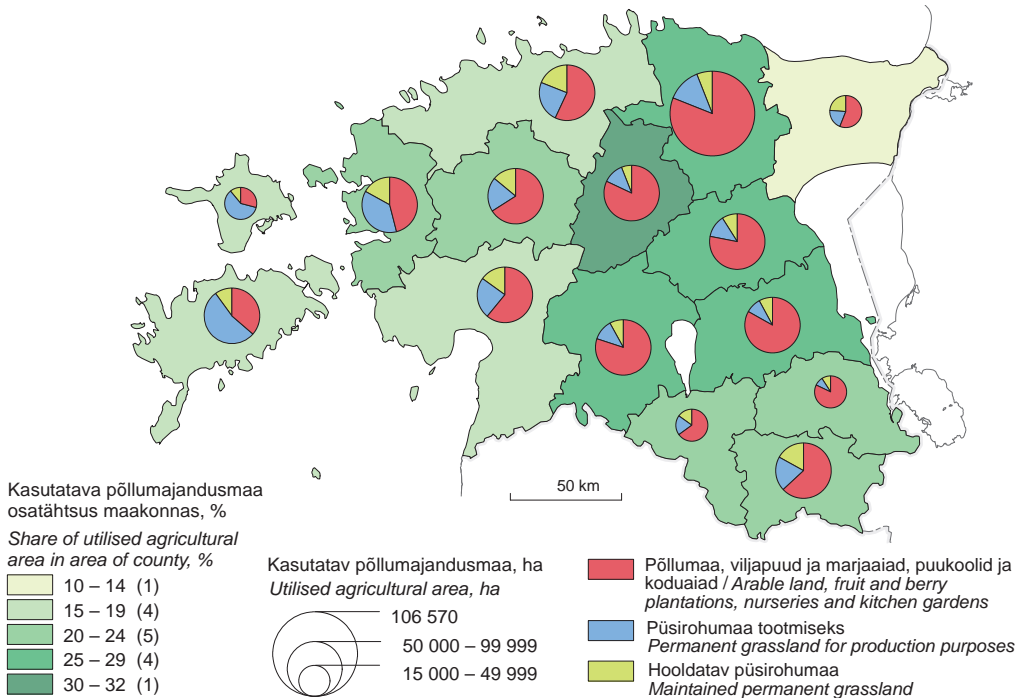 50 km
Kasutatava põllumajandusmaa
osatähtsus maakonnas, %
Share of utilised agricultural
area in area of county, %
10 – 14 (1)
15 – 19 (4)
20 – 24 (5)
25 – 29 (4)
30 – 32 (1)
Kasutatav põllumajandusmaa, ha
Utilised agricultural area, ha
106 570
50 000 – 99 999
15 000 – 49 999
Põllumaa, viljapuud ja marjaaiad, puukoolid ja
koduaiad / Arable land, fruit and berry
plantations, nurseries and kitchen gardens
Püsirohumaa tootmiseks
Permanent grassland for production purposes
Hooldatav püsirohumaa
Maintained permanent grassland